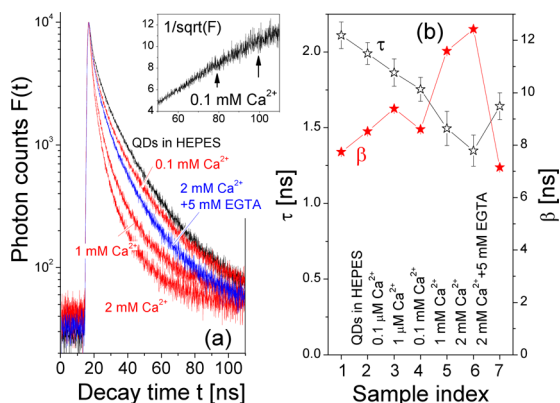 1/sqrt(F)
12
10
8
6
4
50 60 70 80 90 100
0.1 mM Ca²⁺
Photon counts F(t)
10⁴
10³
10²
QDs in HEPES
0.1 mM Ca²⁺
2 mM Ca²⁺
+5 mM EGTA
1 mM Ca²⁺
2 mM Ca²⁺
(a)
0 20 40 60 80 100
Decay time t [ns]
(b)
τ [ns]
2.0
1.5
1.0
0.5
0.0
τ
β
QDs in HEPES
0.1 µM Ca²⁺
1 µM Ca²⁺
0.1 mM Ca²⁺
1 mM Ca²⁺
2 mM Ca²⁺
2 mM Ca²⁺+5 mM EGTA
1 2 3 4 5 6 7
Sample index
12
10
8
6
4
2
0
β [ns]